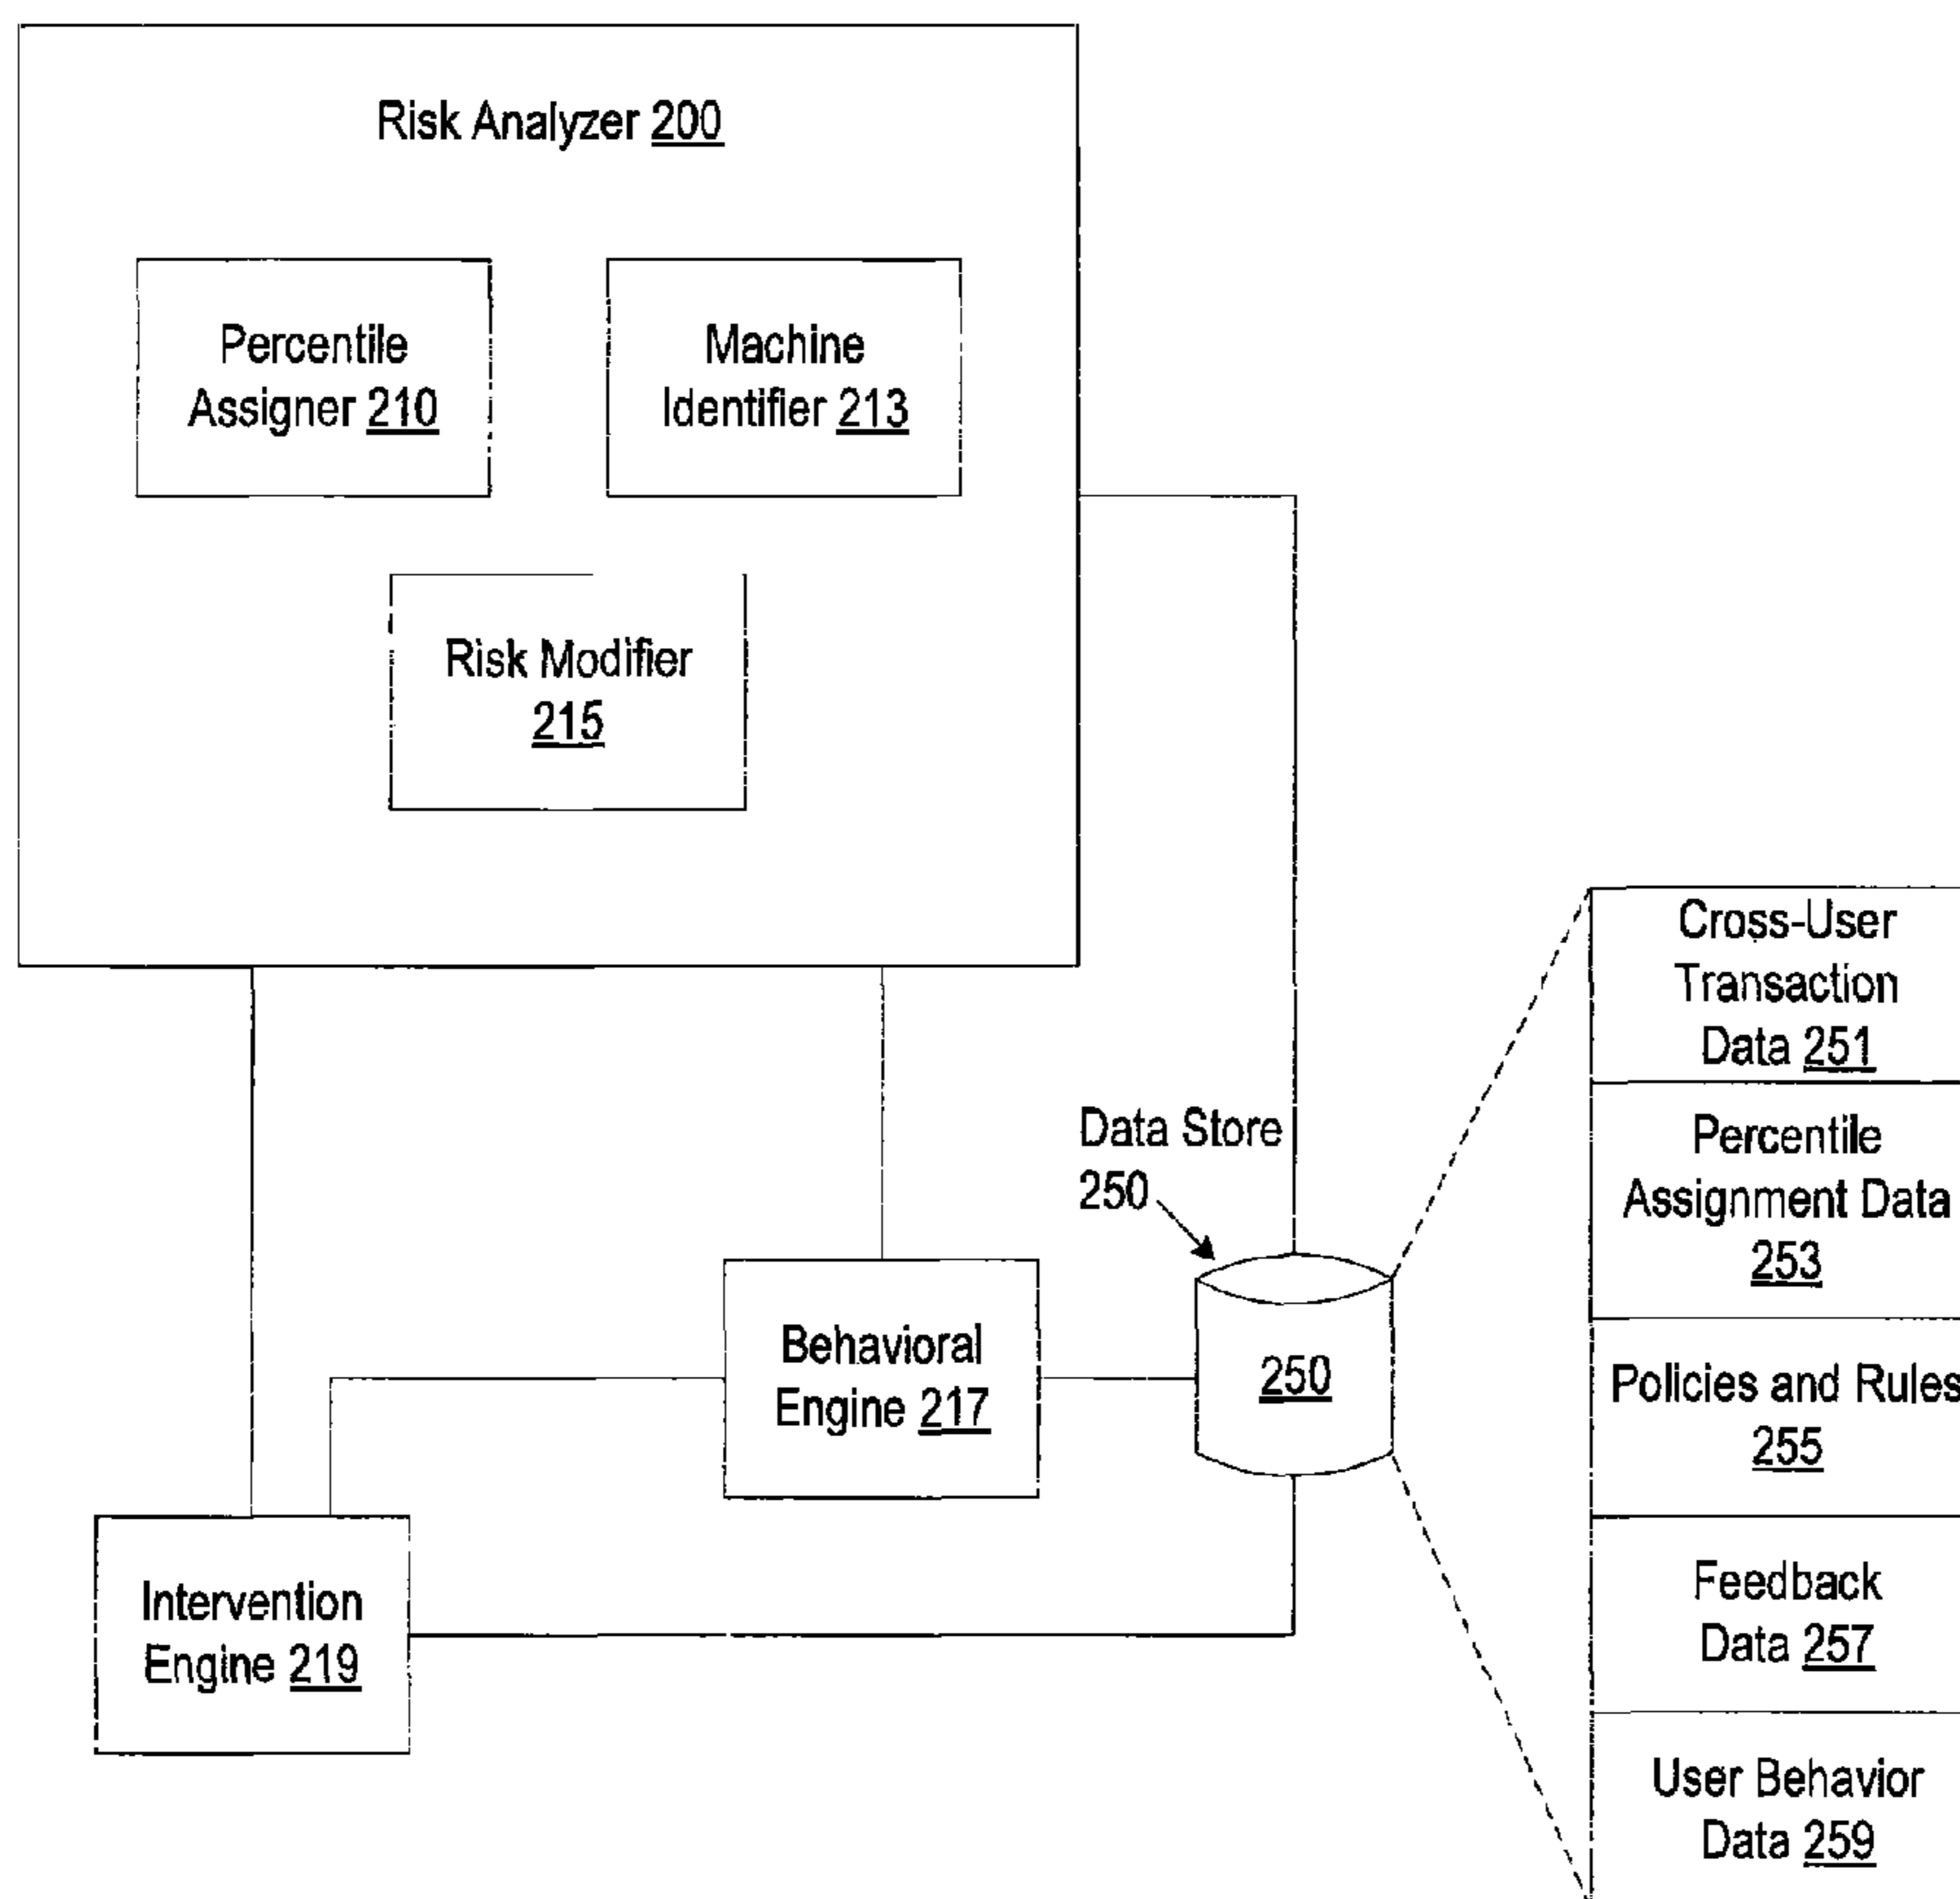 Risk Analyzer 200
Percentile
Assigner 210
Machine
Identifier 213
Risk Modifier
215
Cross-User
Transaction
Data 251
Percentile
Assignment Data
253
Policies and Rules
255
Feedback
Data 257
User Behavior
Data 259
Data Store
250
250
Behavioral
Engine 217
Intervention
Engine 219